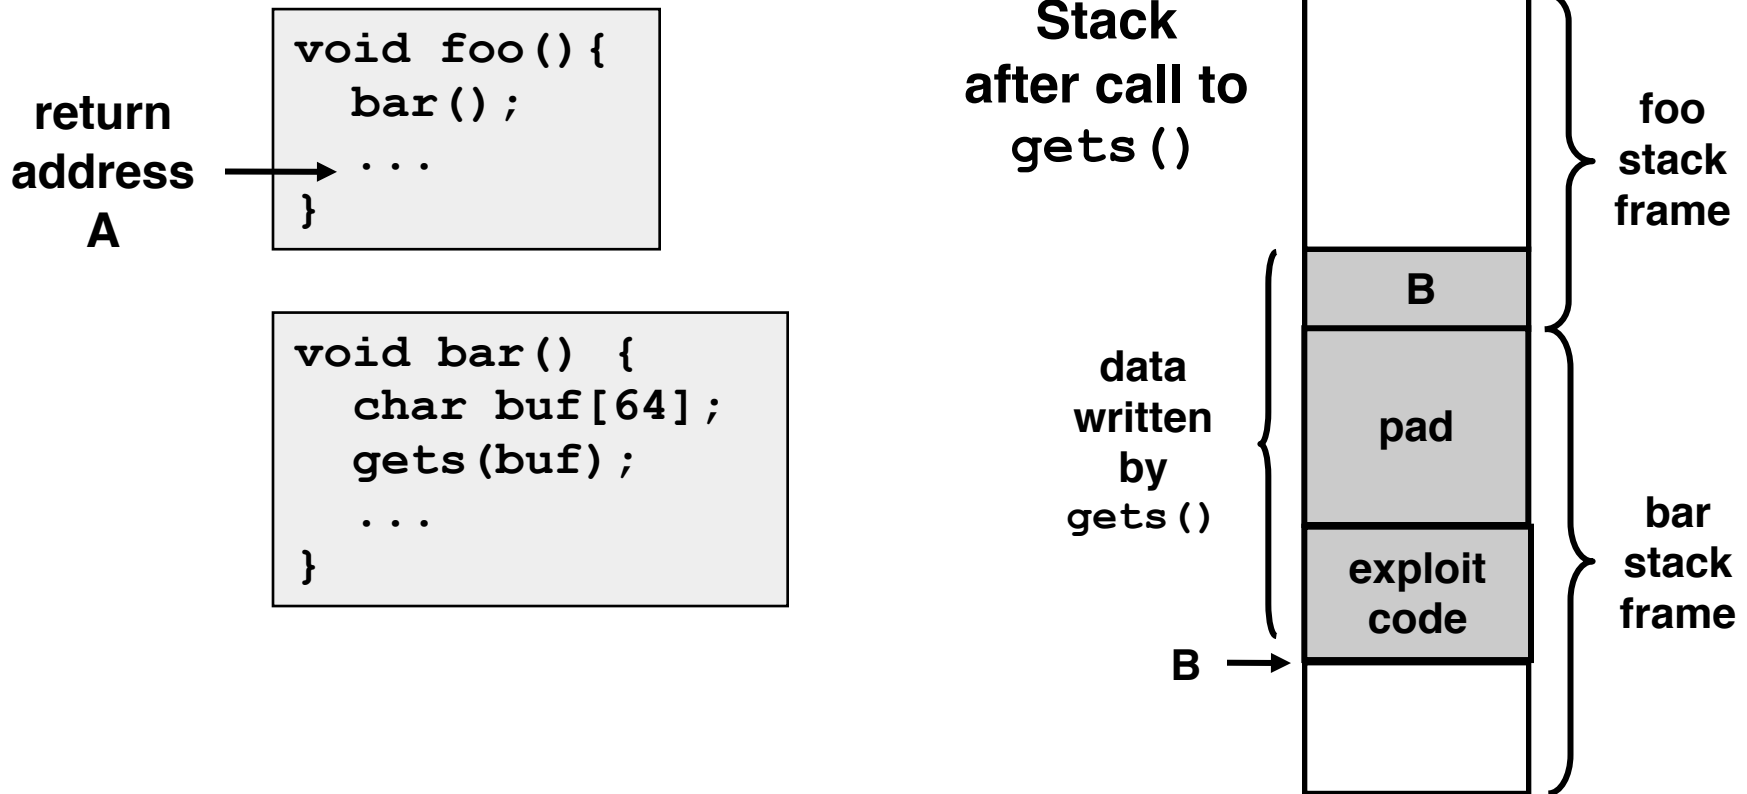 return
address
A
void foo(){
  bar();
  ...
}
void bar() {
  char buf[64];
  gets(buf);
  ...
}
Stack
after call to
gets()
data
written
by
gets()
B
B
pad
exploit
code
foo
stack
frame
bar
stack
frame